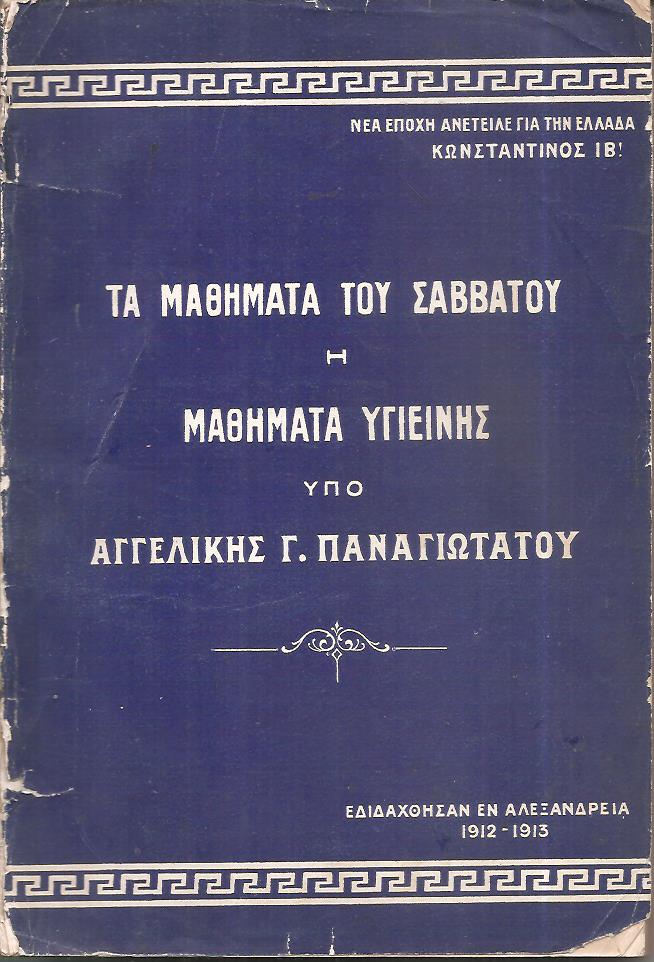 ΝΕΑ ΕΠΟΧΗ ΑΝΕΤΕΙΛΕ ΓΙΑ ΤΗΝ ΕΛΛΑΔΑ
ΚΩΝΣΤΑΝΤΙΝΟΣ ΙΒ!
ΤΑ ΜΑΘΗΜΑΤΑ ΤΟΥ ΣΑΒΒΑΤΟΥ
Η
ΜΑΘΗΜΑΤΑ ΥΓΙΕΙΝΗΣ
ΥΠΟ
ΑΓΓΕΛΙΚΗΣ Γ. ΠΑΝΑΓΙΩΤΑΤΟΥ
ΕΔΙΔΑΧΘΗΣΑΝ ΕΝ ΑΛΕΞΑΝΔΡΕΙΑ
1912-1913